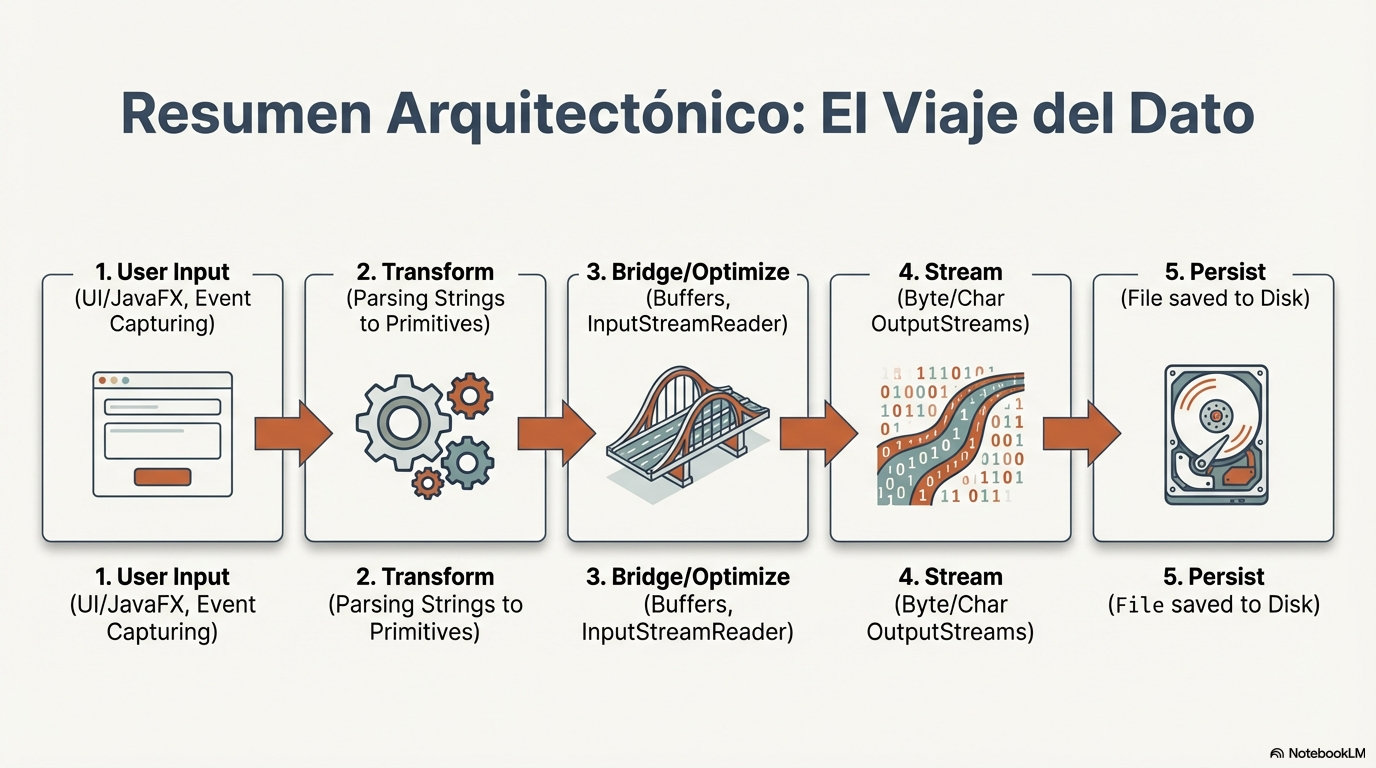 Resumen Arquitectónico: El Viaje del Dato
1. User Input
(UI/JavaFX, Event
Capturing)
2. Transform
(Parsing Strings
to Primitives)
3. Bridge/Optimize
(Buffers,
InputStreamReader)
4. Stream
(Byte/Char
OutputStreams)
5. Persist
(File saved to Disk)
1. User Input
(UI/JavaFX, Event
Capturing)
2. Transform
(Parsing Strings to
Primitives)
3. Bridge/Optimize
(Buffers,
InputStreamReader)
4. Stream
(Byte/Char
OutputStreams)
5. Persist
(File saved to Disk)
NotebookLM